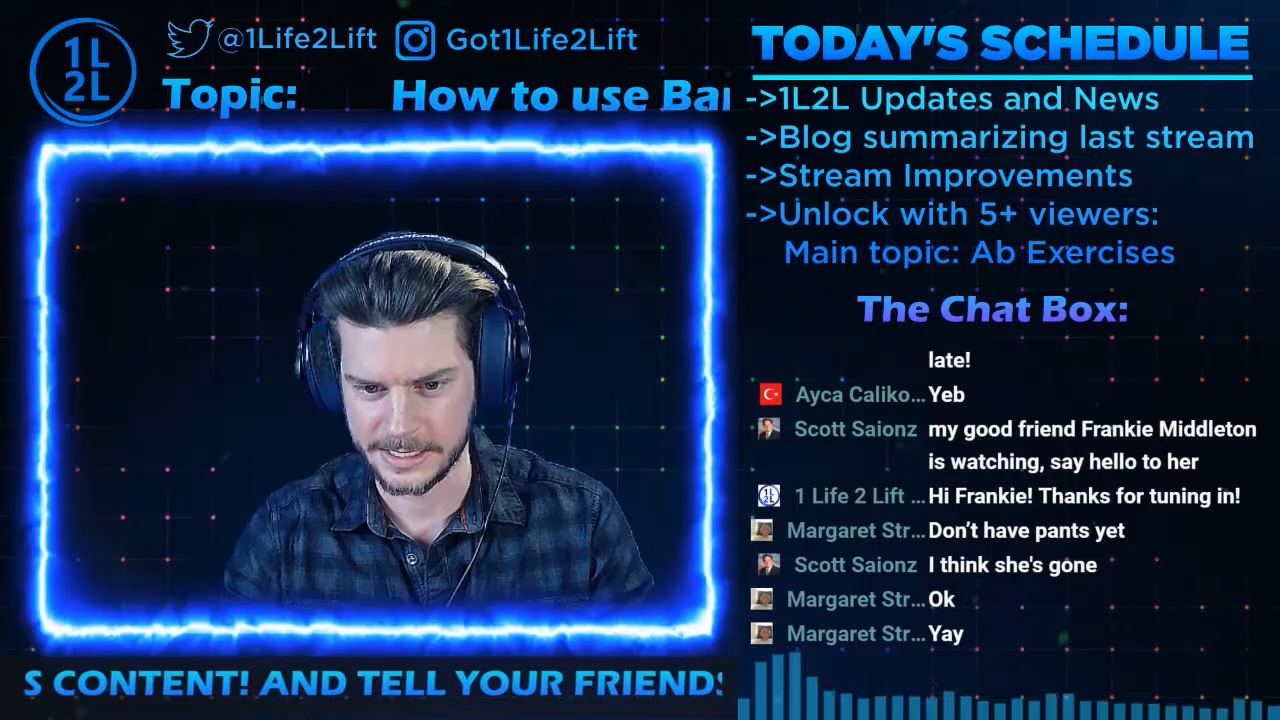 1L
2L
@1Life2Lift
Got1Life2Lift
Topic: How to use
TODAY'S SCHEDULE
->1L2L Updates and News
->Blog summarizing last stream
->Stream Improvements
->Unlock with 5+ viewers:
Main topic: Ab Exercises
The Chat Box:
late!
Ayca Caliko... Yeb
Scott Saionz my good friend Frankie Middleton
is watching, say hello to her
1 Life 2 Lift ... Hi Frankie! Thanks for tuning in!
Margaret Str... Don't have pants yet
Scott Saionz I think she's gone
Margaret Str... Ok
Margaret Str... Yay
S CONTENT! AND TELL YOUR FRIENDS